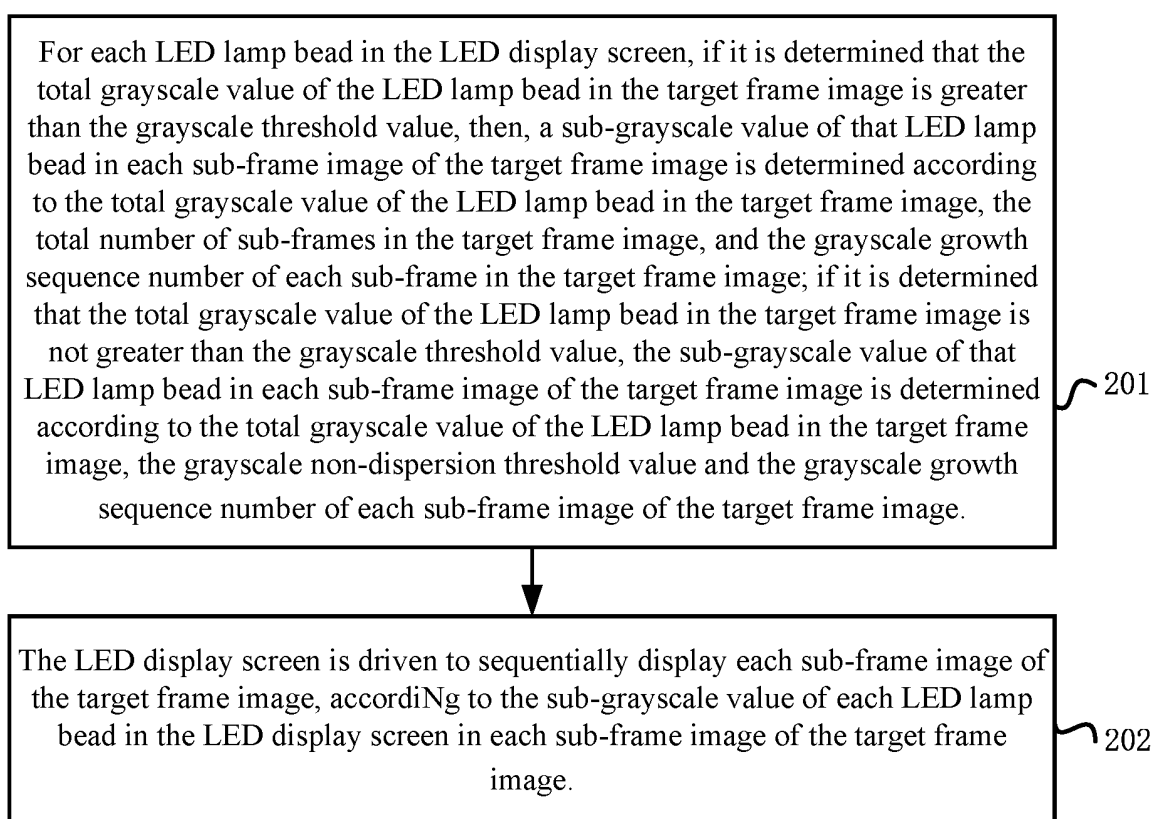 For each LED lamp bead in the LED display screen, if it is determined that the
total grayscale value of the LED lamp bead in the target frame image is greater
than the grayscale threshold value, then, a sub-grayscale value of that LED lamp
bead in each sub-frame image of the target frame image is determined according
to the total grayscale value of the LED lamp bead in the target frame image, the
total number of sub-frames in the target frame image, and the grayscale growth
sequence number of each sub-frame in the target frame image; if it is determined
that the total grayscale value of the LED lamp bead in the target frame image is
not greater than the grayscale threshold value, the sub-grayscale value of that
LED lamp bead in each sub-frame image of the target frame image is determined
according to the total grayscale value of the LED lamp bead in the target frame
image, the grayscale non-dispersion threshold value and the grayscale growth
sequence number of each sub-frame image of the target frame image.
201
The LED display screen is driven to sequentially display each sub-frame image of
the target frame image, accordiNg to the sub-grayscale value of each LED lamp
bead in the LED display screen in each sub-frame image of the target frame
image.
202